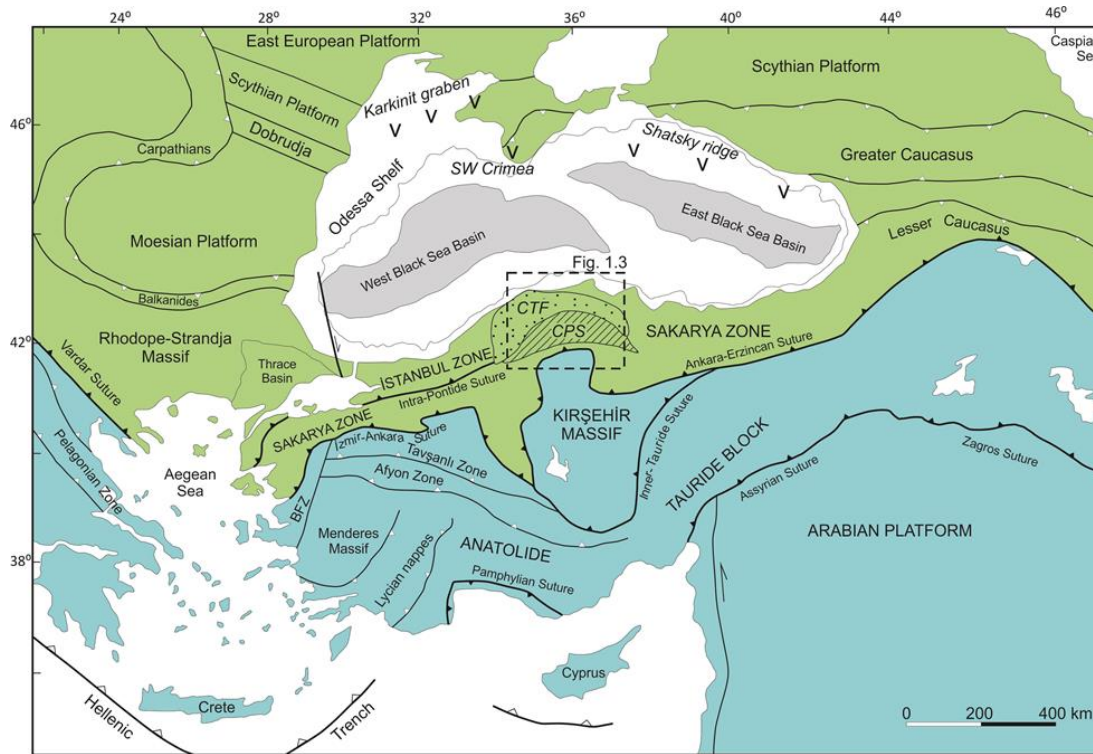 24º 28º 32º 36º 40º 44º 46º
East European Platform
Caspian
Sea
Scythian Platform
Scythian Platform
Karkinit graben
V V V
46º
Dobrudja
Carpathians
Shatsky ridge
V V V
V
Greater Caucasus
SW Crimea
Odessa Shelf
Moesian Platform
West Black Sea Basin
East Black Sea Basin
Lesser Caucasus
Fig. 1.3
Balkanides
CTF
CPS
Rhodope-Strandja
Massif
SAKARYA ZONE
42º
Thrace
Basin
Vardar Suture
İSTANBUL ZONE
Intra-Pontide Suture
Ankara-Erzincan Suture
SAKARYA ZONE
KIRŞEHİR
MASSIF
Izmir-Ankara Suture
Tavşanlı Zone
Afyon Zone
Inner-Tauride Suture
TAURIDE BLOCK
Zagros Suture
Assyrian Suture
Pelagonian Zone
Aegean
Sea
BFZ
Menderes
Massif
Lycian nappes
ANATOLIDE
ARABIAN PLATFORM
38º
Pamphylian Suture
Cyprus
Crete
Hellenic
Trench
0 200 400 km